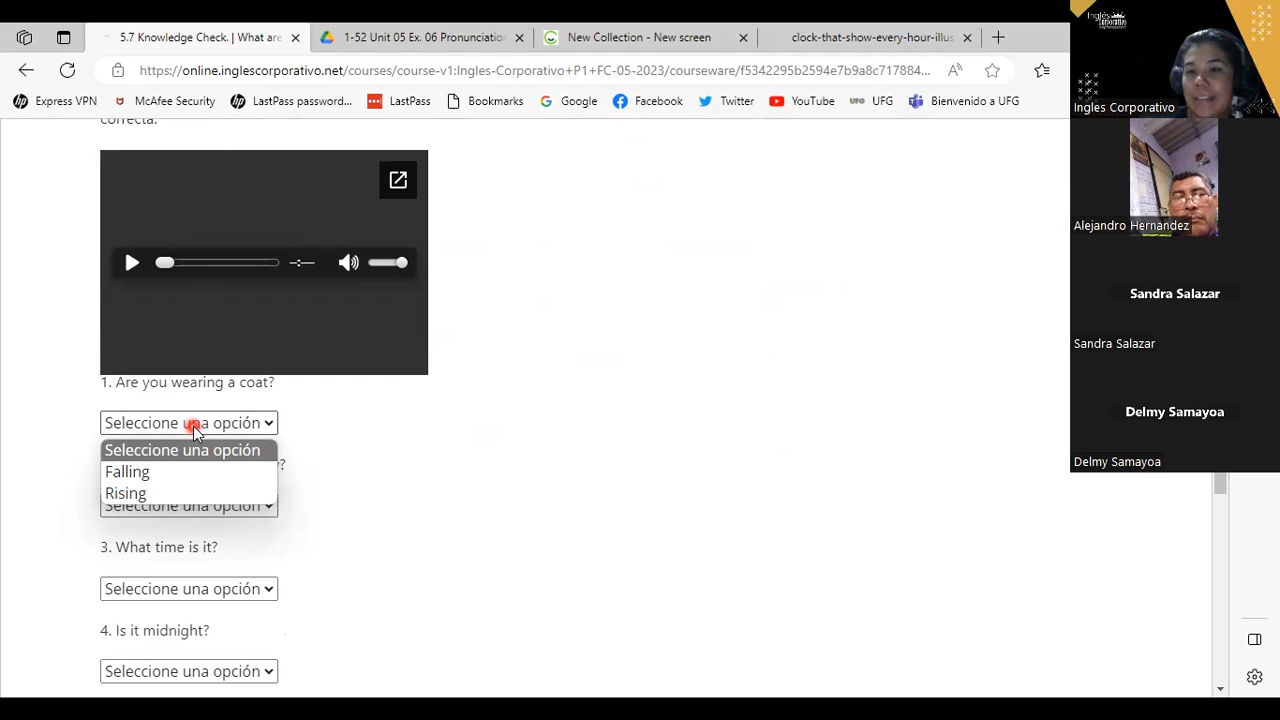 5.7 Knowledge Check. | What are
1-52 Unit 05 Ex. 06 Pronunciation
New Collection - New screen
clock-that-show-every-hour-illus
https://online.inglescorporativo.net/courses/course-v1:Ingles-Corporativo+P1+FC-05-2023/courseware/f5342295b2594e7b9a8c717884...
Express VPN
McAfee Security
LastPass password...
LastPass
Bookmarks
Google
Facebook
Twitter
YouTube
UFG
Bienvenido a UFG
correcta.
1. Are you wearing a coat?
Seleccione una opción
Seleccione una opción
Falling
Rising
?
Seleccione una opción
3. What time is it?
Seleccione una opción
4. Is it midnight?
Seleccione una opción
Inglés
Corporativo
Ingles Corporativo
Alejandro Hernandez
Sandra Salazar
Sandra Salazar
Delmy Samayoa
Delmy Samayoa